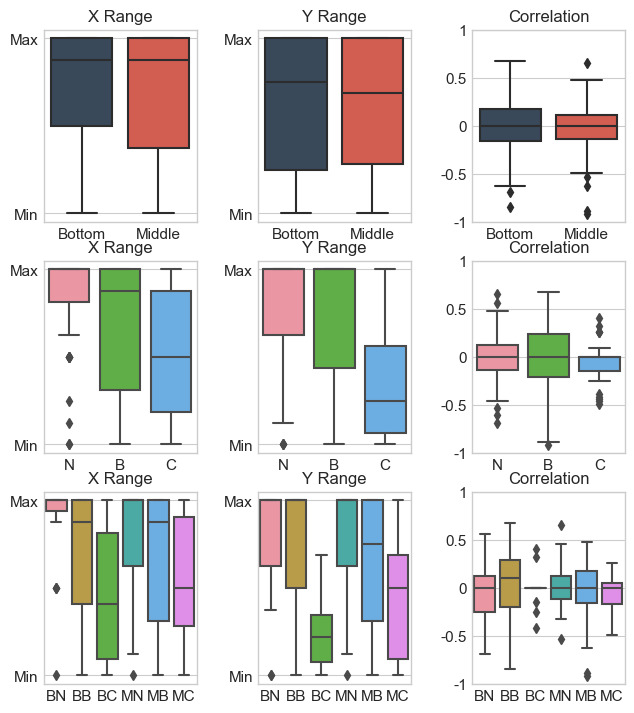 X Range Y Range Correlation
Max Max 1
0.5
0
-0.5
Min Min -1
Bottom Middle Bottom Middle Bottom Middle
X Range Y Range Correlation
Max Max 1
0.5
0
-0.5
Min Min -1
N B C N B C N B C
X Range Y Range Correlation
Max Max 1
0.5
0
-0.5
Min Min -1
BN BB BC MN MB MC BN BB BC MN MB MC BN BB BC MN MB MC